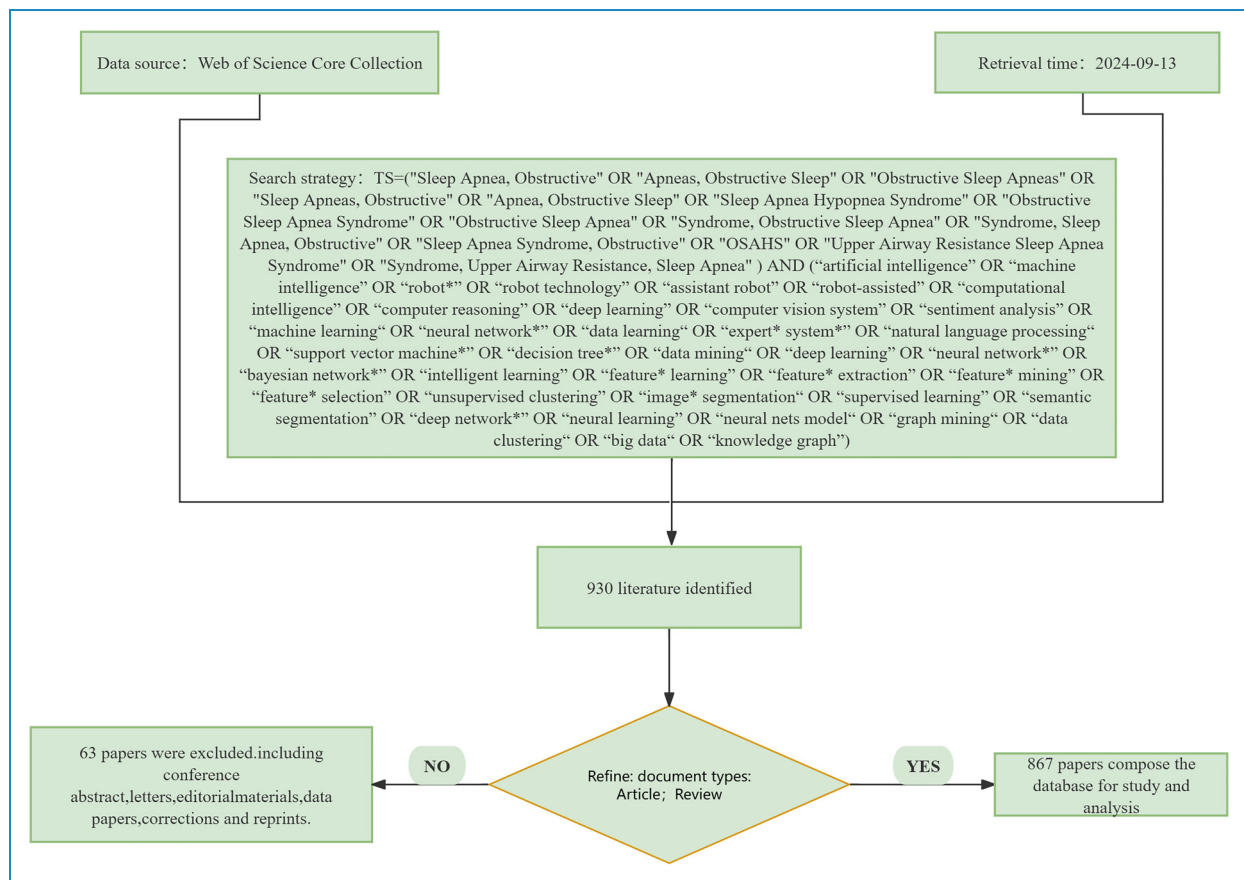 Data source：Web of Science Core Collection
Retrieval time：2024-09-13
Search strategy：TS=("Sleep Apnea, Obstructive" OR "Apneas, Obstructive Sleep" OR "Obstructive Sleep Apneas" OR
"Sleep Apneas, Obstructive" OR "Apnea, Obstructive Sleep" OR "Sleep Apnea Hypopnea Syndrome" OR "Obstructive
Sleep Apnea Syndrome" OR "Obstructive Sleep Apnea" OR "Syndrome, Obstructive Sleep Apnea" OR "Syndrome, Sleep
Apnea, Obstructive" OR "Sleep Apnea Syndrome, Obstructive" OR "OSAHS" OR "Upper Airway Resistance Sleep Apnea
Syndrome" OR "Syndrome, Upper Airway Resistance, Sleep Apnea" ) AND (“artificial intelligence” OR “machine
intelligence” OR “robot*” OR “robot technology” OR “assistant robot” OR “robot-assisted” OR “computational
intelligence” OR “computer reasoning” OR “deep learning” OR “computer vision system” OR “sentiment analysis” OR
“machine learning“ OR “neural network*” OR “data learning“ OR “expert* system*” OR “natural language processing“
OR “support vector machine*” OR “decision tree*” OR “data mining“ OR “deep learning” OR “neural network*” OR
“bayesian network*” OR “intelligent learning” OR “feature* learning” OR “feature* extraction” OR “feature* mining” OR
“feature* selection” OR “unsupervised clustering” OR “image* segmentation“ OR “supervised learning” OR “semantic
segmentation” OR “deep network*” OR “neural learning” OR “neural nets model“ OR “graph mining“ OR “data
clustering“ OR “big data“ OR “knowledge graph”)
930 literature identified
63 papers were excluded.including
conference
abstract,letters,editorialmaterials,data
papers,corrections and reprints.
NO
Refine: document types:
Article；Review
YES
867 papers compose the
database for study and
analysis